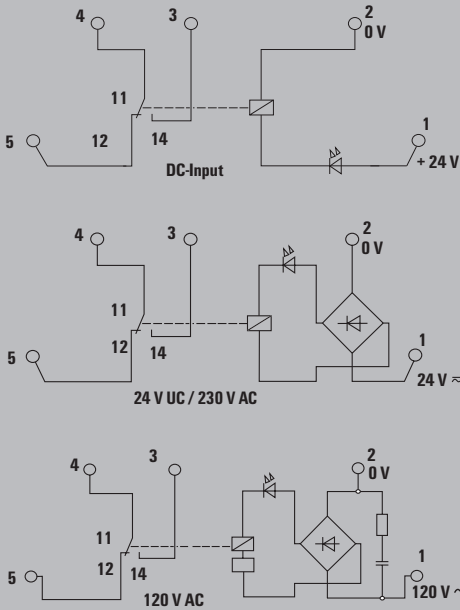 4 3 2
0 V
11
1
5 12 14 + 24 V
DC-Input
4 3 2
0 V
11
1
5 12 14
24 V ≂
24 V UC / 230 V AC
4 3 2
0 V
11
1
5 12 14
120 V ~
120 V AC